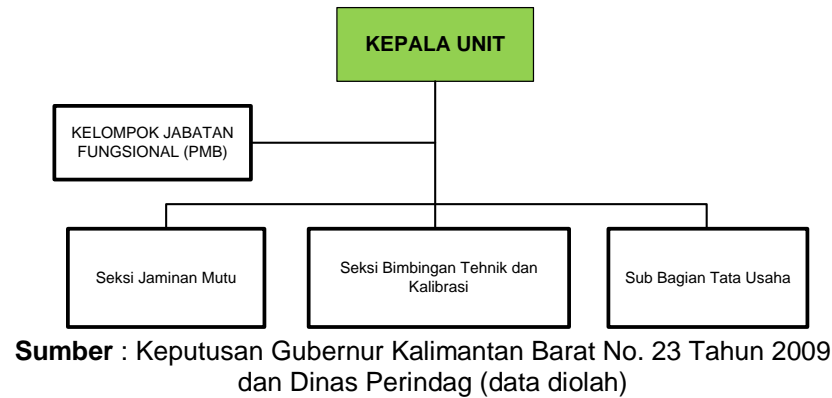 KEPALA UNIT
KELOMPOK JABATAN
FUNGSIONAL (PMB)
Seksi Jaminan Mutu
Seksi Bimbingan Tehnik dan
Kalibrasi
Sub Bagian Tata Usaha
Sumber : Keputusan Gubernur Kalimantan Barat No. 23 Tahun 2009
dan Dinas Perindag (data diolah)